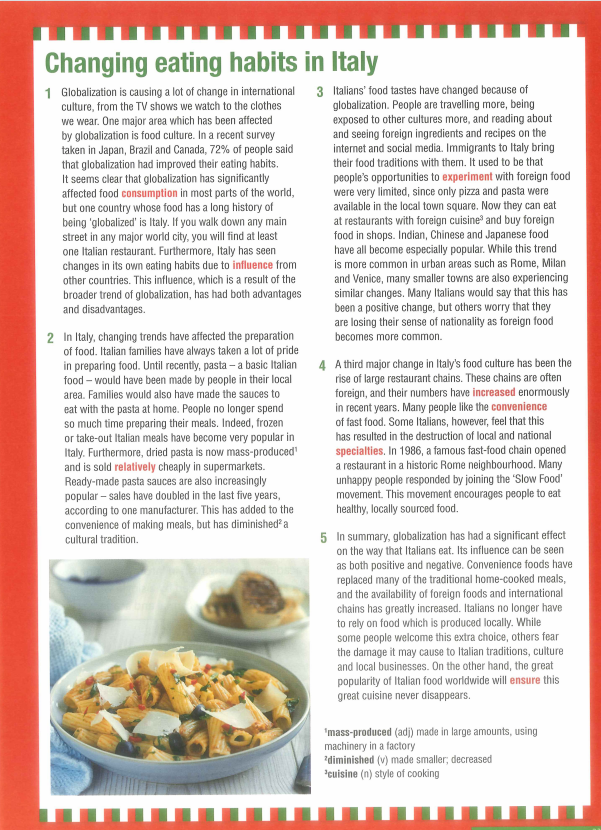 Changing eating habits in Italy
1 Globalization is causing a lot of change in international
culture, from the TV shows we watch to the clothes
we wear. One major area which has been affected
by globalization is food culture. In a recent survey
taken in Japan, Brazil and Canada, 72% of people said
that globalization had improved their eating habits.
It seems clear that globalization has significantly
affected food consumption in most parts of the world,
but one country whose food has a long history of
being 'globalized' is Italy. If you walk down any main
street in any major world city, you will find at least
one Italian restaurant. Furthermore, Italy has seen
changes in its own eating habits due to influence from
other countries. This influence, which is a result of the
broader trend of globalization, has had both advantages
and disadvantages.
2 In Italy, changing trends have affected the preparation
of food. Italian families have always taken a lot of pride
in preparing food. Until recently, pasta – a basic Italian
food – would have been made by people in their local
area. Families would also have made the sauces to
eat with the pasta at home. People no longer spend
so much time preparing their meals. Indeed, frozen
or take-out Italian meals have become very popular in
Italy. Furthermore, dried pasta is now mass-produced¹
and is sold relatively cheaply in supermarkets.
Ready-made pasta sauces are also increasingly
popular – sales have doubled in the last five years,
according to one manufacturer. This has added to the
convenience of making meals, but has diminished² a
cultural tradition.
3 Italians' food tastes have changed because of
globalization. People are travelling more, being
exposed to other cultures more, and reading about
and seeing foreign ingredients and recipes on the
internet and social media. Immigrants to Italy bring
their food traditions with them. It used to be that
people's opportunities to experiment with foreign food
were very limited, since only pizza and pasta were
available in the local town square. Now they can eat
at restaurants with foreign cuisine³ and buy foreign
food in shops. Indian, Chinese and Japanese food
have all become especially popular. While this trend
is more common in urban areas such as Rome, Milan
and Venice, many smaller towns are also experiencing
similar changes. Many Italians would say that this has
been a positive change, but others worry that they
are losing their sense of nationality as foreign food
becomes more common.
4 A third major change in Italy's food culture has been the
rise of large restaurant chains. These chains are often
foreign, and their numbers have increased enormously
in recent years. Many people like the convenience
of fast food. Some Italians, however, feel that this
has resulted in the destruction of local and national
specialties. In 1986, a famous fast-food chain opened
a restaurant in a historic Rome neighbourhood. Many
unhappy people responded by joining the 'Slow Food'
movement. This movement encourages people to eat
healthy, locally sourced food.
5 In summary, globalization has had a significant effect
on the way that Italians eat. Its influence can be seen
as both positive and negative. Convenience foods have
replaced many of the traditional home-cooked meals,
and the availability of foreign foods and international
chains has greatly increased. Italians no longer have
to rely on food which is produced locally. While
some people welcome this extra choice, others fear
the damage it may cause to Italian traditions, culture
and local businesses. On the other hand, the great
popularity of Italian food worldwide will ensure this
great cuisine never disappears.
¹mass-produced (adj) made in large amounts, using
machinery in a factory
²diminished (v) made smaller; decreased
³cuisine (n) style of cooking